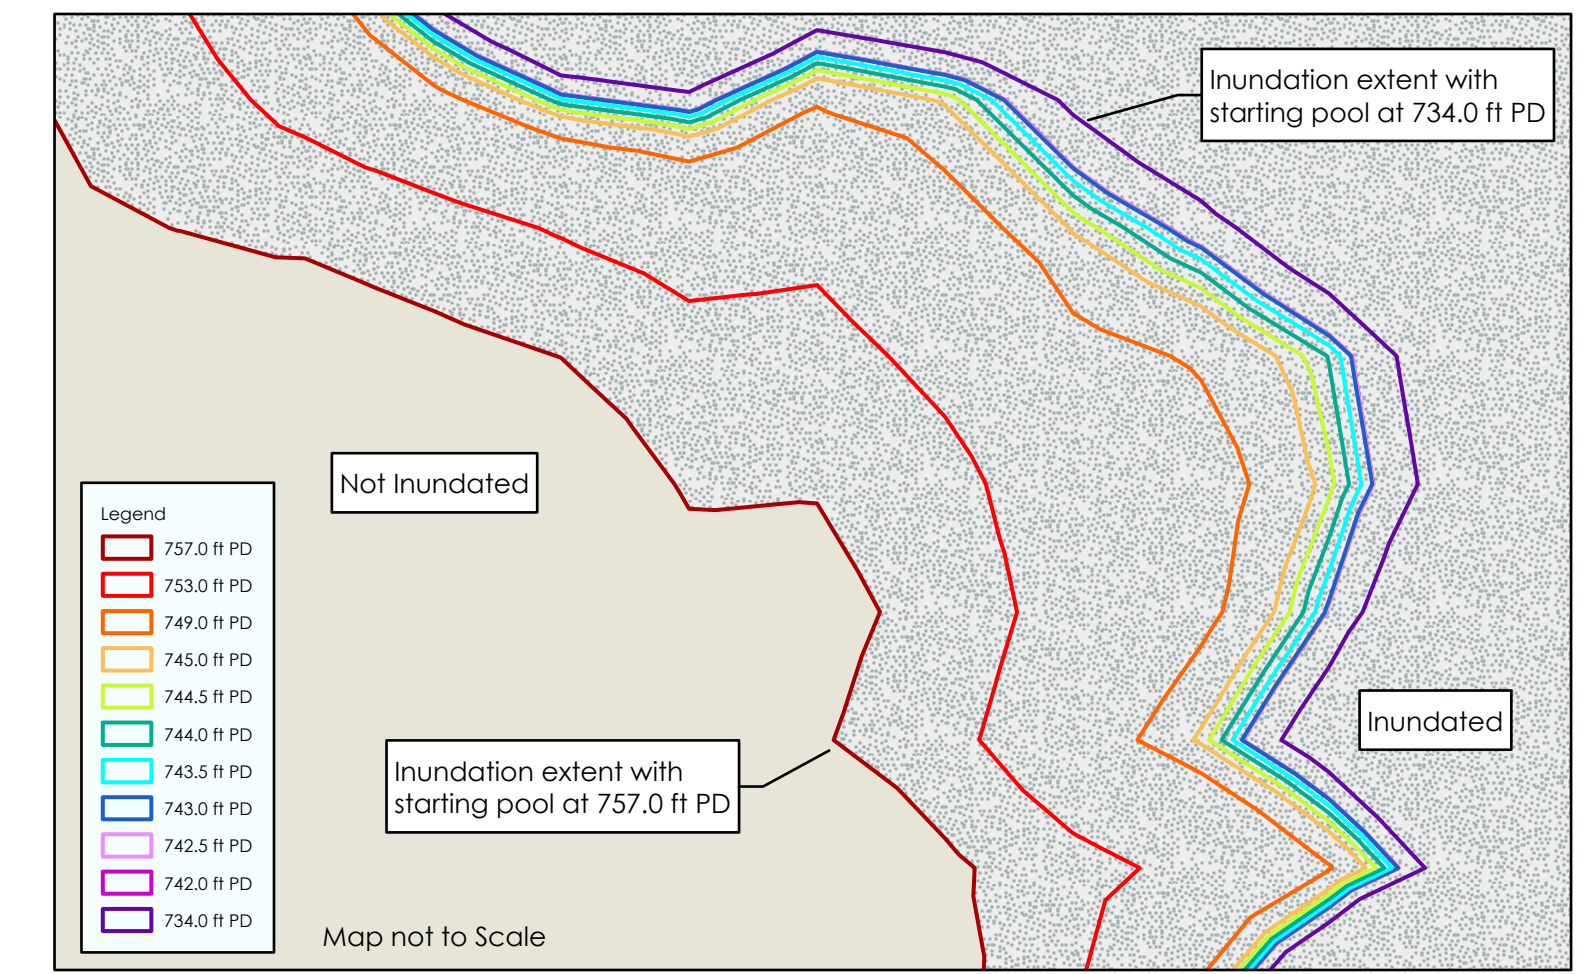 Inundation extent with
starting pool at 734.0 ft PD
Not Inundated
Legend
757.0 ft PD
753.0 ft PD
749.0 ft PD
745.0 ft PD
744.5 ft PD
744.0 ft PD
743.5 ft PD
743.0 ft PD
742.5 ft PD
742.0 ft PD
734.0 ft PD
Inundated
Inundation extent with
starting pool at 757.0 ft PD
Map not to Scale